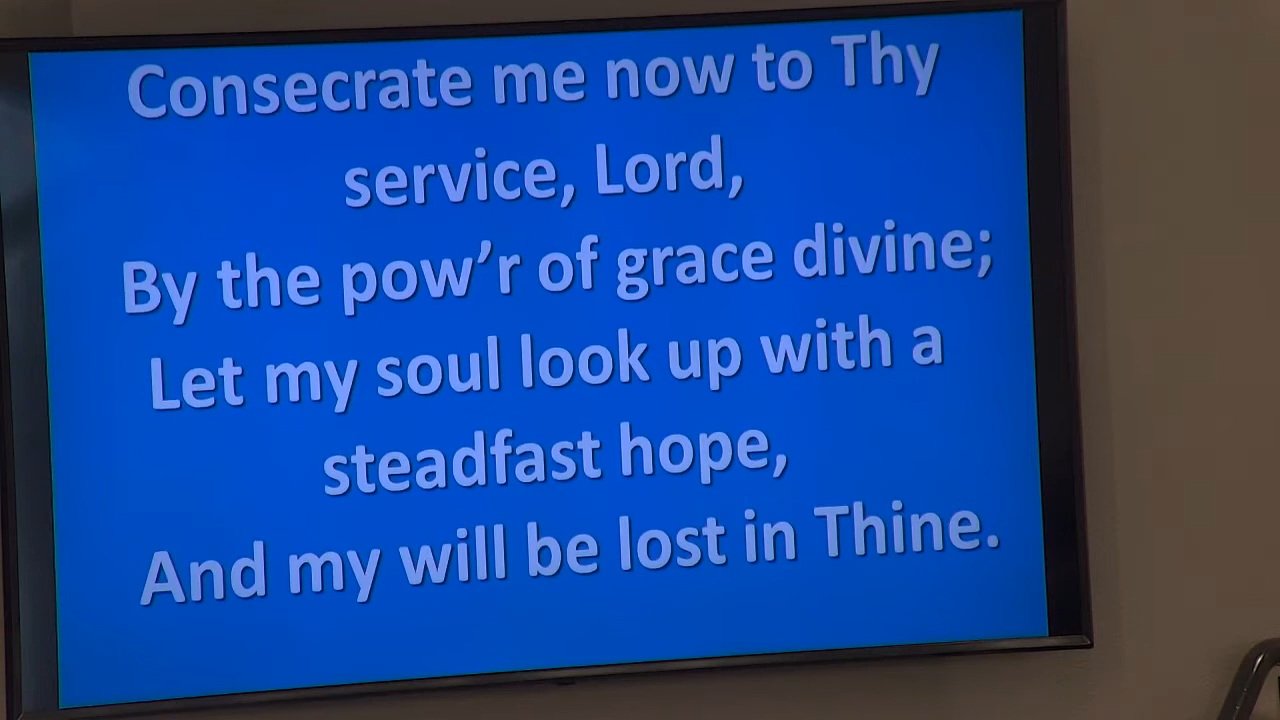 Consecrate me now to Thy
service, Lord,
By the pow’r of grace divine;
Let my soul look up with a
steadfast hope,
And my will be lost in Thine.